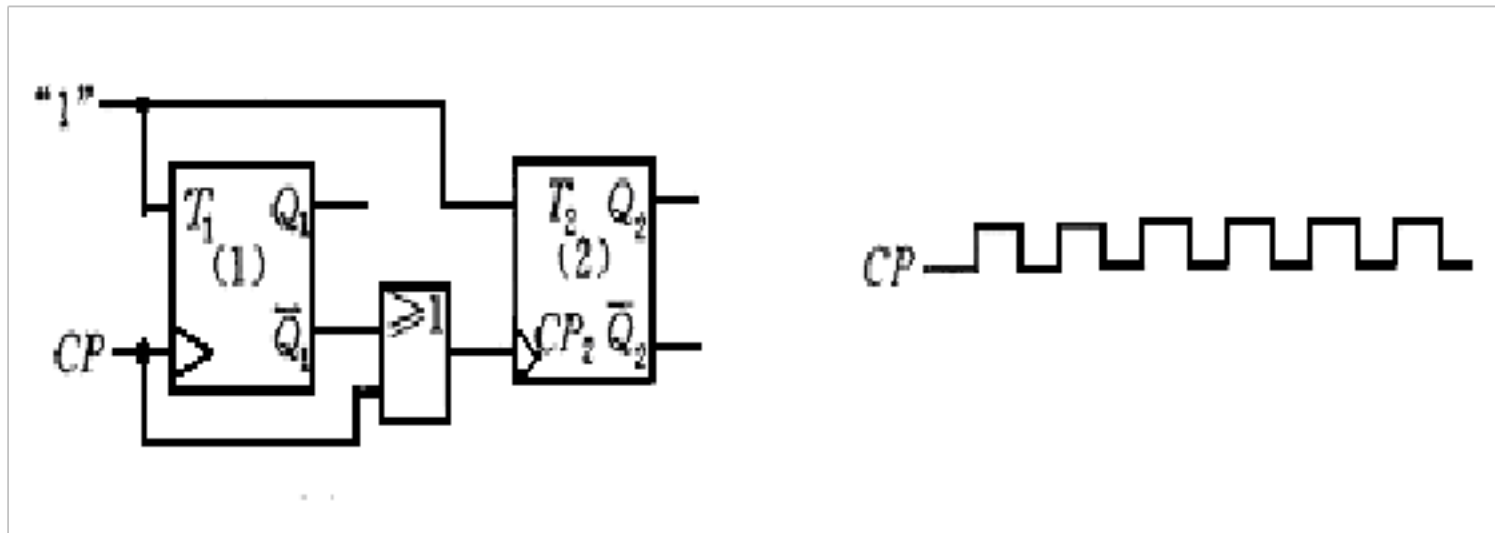 “1”
T₁ Q₁
(1)
Q̄₁
CP
≥1
T₂ Q₂
(2)
CP₂ Q̄₂
CP